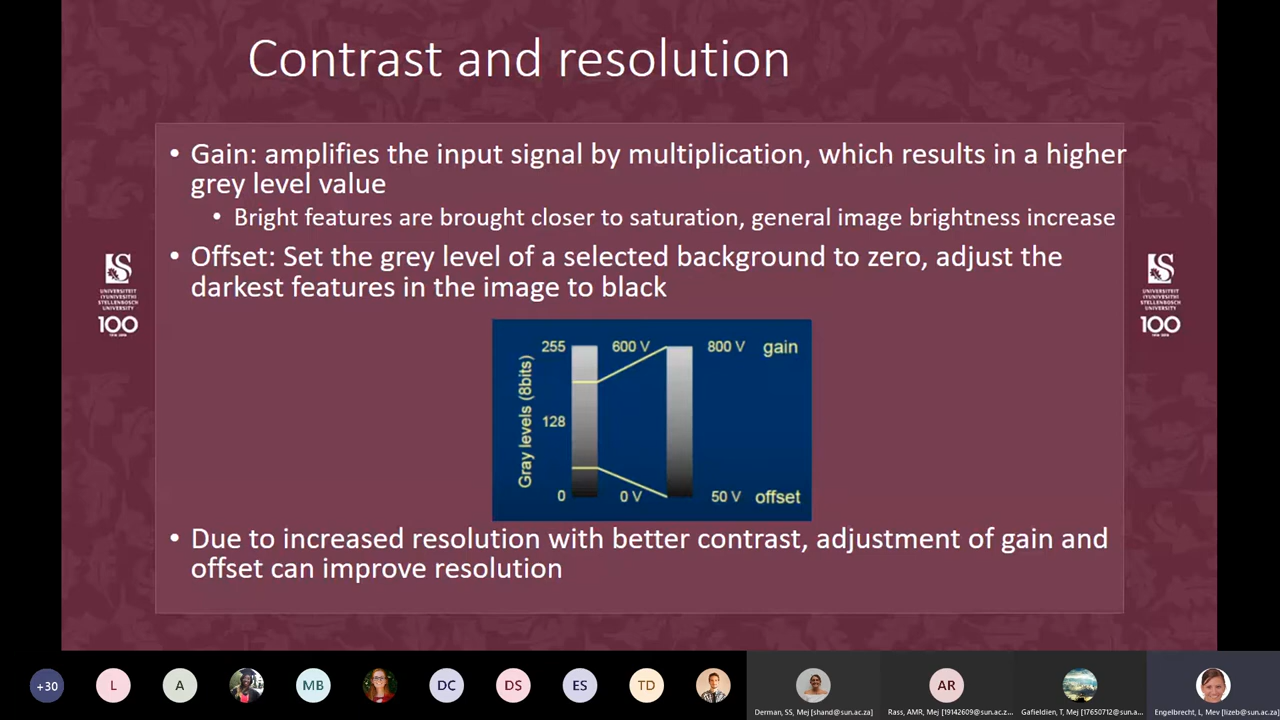 Contrast and resolution
• Gain: amplifies the input signal by multiplication, which results in a higher
grey level value
• Bright features are brought closer to saturation, general image brightness increase
• Offset: Set the grey level of a selected background to zero, adjust the
darkest features in the image to black
UNIVERSITEIT
IYUNIVESITHI
STELLENBOSCH
UNIVERSITY
100
UNIVERSITEIT
IYUNIVESITHI
STELLENBOSCH
UNIVERSITY
100
Gray levels (8bits)
255 600 V 800 V gain
128
0 0 V 50 V offset
• Due to increased resolution with better contrast, adjustment of gain and
offset can improve resolution
+30 L A MB DC DS ES TD AR
Derman, SS, Mej [shand@sun.ac.za]
Rass, AMR, Mej [19142609@sun.ac.z...
Gafieldien, T, Mej [17650712@sun.a...
Engelbrecht, L, Mev [lizeb@sun.ac.za]